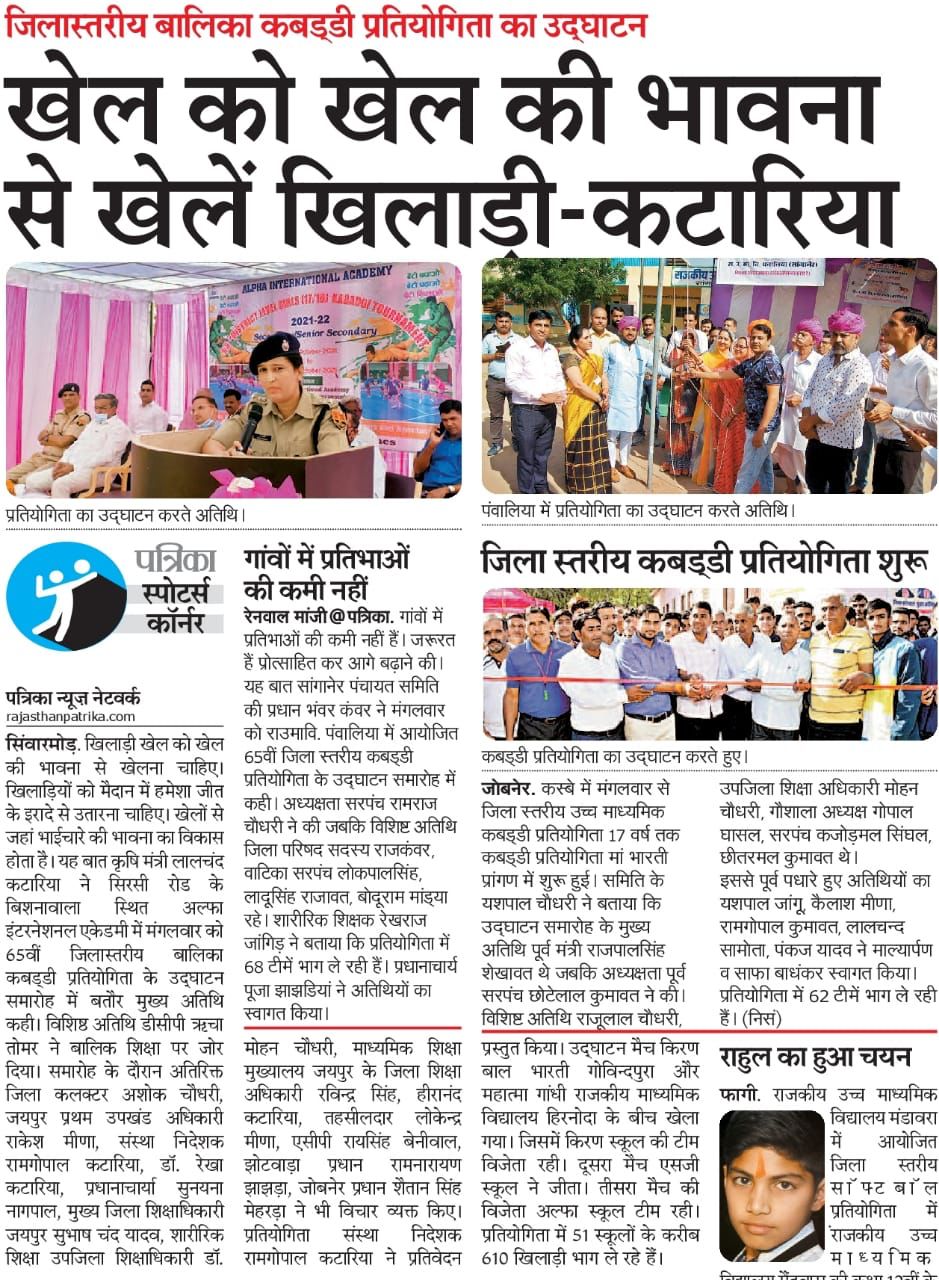 जिलास्तरीय बालिका कबड्डी प्रतियोगिता का उद्घाटन
खेल को खेल की भावना
से खेलें खिलाड़ी-कटारिया
ALPHA INTERNATIONAL ACADEMY
DISTRICT LEVEL GIRLS (17/19) KABADDI TOURNAMENT
2021-22
प्रतियोगिता का उद्घाटन करते अतिथि।
पंवालिया में प्रतियोगिता का उद्घाटन करते अतिथि।
पत्रिका
स्पोटर्स
कॉर्नर
पत्रिका न्यूज़ नेटवर्क
rajasthanpatrika.com
सिंवारमोड़. खिलाड़ी खेल को खेल
की भावना से खेलना चाहिए।
खिलाड़ियों को मैदान में हमेशा जीत
के इरादे से उतारना चाहिए। खेलों से
जहां भाईचारे की भावना का विकास
होता है। यह बात कृषि मंत्री लालचंद
कटारिया ने सिरसी रोड के
बिशनावाला स्थित अल्फा
इंटरनेशनल एकेडमी में मंगलवार को
65वीं जिलास्तरीय बालिका
कबड्डी प्रतियोगिता के उद्घाटन
समारोह में बतौर मुख्य अतिथि
कही। विशिष्ट अतिथि डीसीपी ऋचा
तोमर ने बालिक शिक्षा पर जोर
दिया। समारोह के दौरान अतिरिक्त
जिला कलक्टर अशोक चौधरी,
जयपुर प्रथम उपखंड अधिकारी
राकेश मीणा, संस्था निदेशक
रामगोपाल कटारिया, डॉ. रेखा
कटारिया, प्रधानाचार्या सुनयना
नागपाल, मुख्य जिला शिक्षाधिकारी
जयपुर सुभाष चंद यादव, शारीरिक
शिक्षा उपजिला शिक्षाधिकारी डॉ.
गांवों में प्रतिभाओं
की कमी नहीं
रेनवाल मांजी@पत्रिका. गांवों में
प्रतिभाओं की कमी नहीं हैं। जरूरत
हैं प्रोत्साहित कर आगे बढ़ाने की।
यह बात सांगानेर पंचायत समिति
की प्रधान भंवर कंवर ने मंगलवार
को राउमावि. पंवालिया में आयोजित
65वीं जिला स्तरीय कबड्डी
प्रतियोगिता के उद्घाटन समारोह में
कही। अध्यक्षता सरपंच रामराज
चौधरी ने की जबकि विशिष्ट अतिथि
जिला परिषद सदस्य राजकंवर,
वाटिका सरपंच लोकपालसिंह,
लादूसिंह राजावत, बोदूराम मांड्या
रहे। शारीरिक शिक्षक रेखराज
जांगिड़ ने बताया कि प्रतियोगिता में
68 टीमें भाग ले रही हैं। प्रधानाचार्य
पूजा झाझडियां ने अतिथियों का
स्वागत किया।
मोहन चौधरी, माध्यमिक शिक्षा
मुख्यालय जयपुर के जिला शिक्षा
अधिकारी रविन्द्र सिंह, हीरानंद
कटारिया, तहसीलदार लोकेन्द्र
मीणा, एसीपी रायसिंह बेनीवाल,
झोटवाड़ा प्रधान रामनारायण
झाझड़ा, जोबनेर प्रधान शैतान सिंह
मेहरड़ा ने भी विचार व्यक्त किए।
प्रतियोगिता संस्था निदेशक
रामगोपाल कटारिया ने प्रतिवेदन
प्रस्तुत किया। उद्घाटन मैच किरण
बाल भारती गोविन्दपुरा और
महात्मा गांधी राजकीय माध्यमिक
विद्यालय हिरनोदा के बीच खेला
गया। जिसमें किरण स्कूल की टीम
विजेता रही। दूसरा मैच एसजी
स्कूल ने जीता। तीसरा मैच की
विजेता अल्फा स्कूल टीम रही।
प्रतियोगिता में 51 स्कूलों के करीब
610 खिलाड़ी भाग ले रहे हैं।
जिला स्तरीय कबड्डी प्रतियोगिता शुरू
कबड्डी प्रतियोगिता का उद्घाटन करते हुए।
जोबनेर. कस्बे में मंगलवार से
जिला स्तरीय उच्च माध्यमिक
कबड्डी प्रतियोगिता 17 वर्ष तक
कबड्डी प्रतियोगिता मां भारती
प्रांगण में शुरू हुई। समिति के
यशपाल चौधरी ने बताया कि
उद्घाटन समारोह के मुख्य
अतिथि पूर्व मंत्री राजपालसिंह
शेखावत थे जबकि अध्यक्षता पूर्व
सरपंच छोटेलाल कुमावत ने की।
विशिष्ट अतिथि राजूलाल चौधरी,
उपजिला शिक्षा अधिकारी मोहन
चौधरी, गौशाला अध्यक्ष गोपाल
घासल, सरपंच कजोड़मल सिंघल,
छीतरमल कुमावत थे।
इससे पूर्व पधारे हुए अतिथियों का
यशपाल जांगू, कैलाश मीणा,
रामगोपाल कुमावत, लालचन्द
सामोता, पंकज यादव ने माल्यार्पण
व साफा बाधंकर स्वागत किया।
प्रतियोगिता में 62 टीमें भाग ले रही
हैं। (निसं)
राहुल का हुआ चयन
फागी. राजकीय उच्च माध्यमिक
विद्यालय मंडावरा
में आयोजित
जिला स्तरीय
सॉफ्टबॉल
प्रतियोगिता में
राजकीय उच्च
माध्यमिक